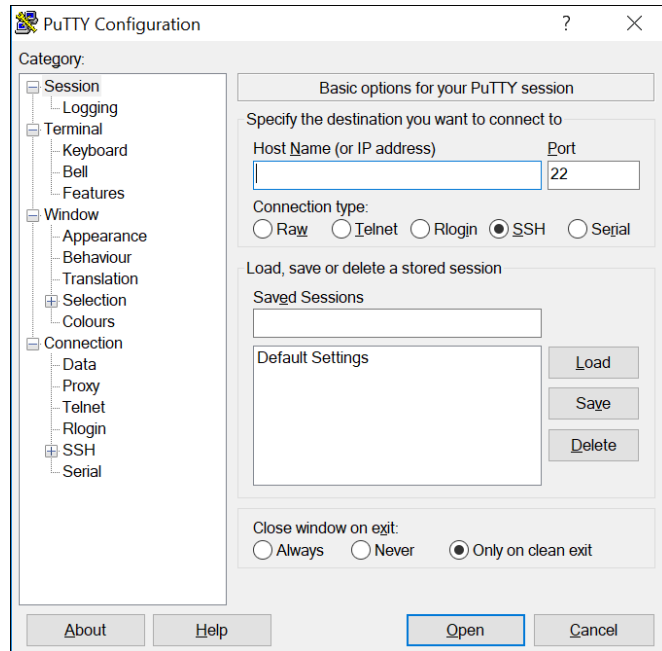 PuTTY Configuration
?
Category:
Session
Logging
Terminal
Keyboard
Bell
Features
Window
Appearance
Behaviour
Translation
Selection
Colours
Connection
Data
Proxy
Telnet
Rlogin
SSH
Serial
Basic options for your PuTTY session
Specify the destination you want to connect to
Host Name (or IP address) Port
22
Connection type:
Raw Telnet Rlogin SSH Serial
Load, save or delete a stored session
Saved Sessions
Default Settings
Load
Save
Delete
Close window on exit:
Always Never Only on clean exit
About Help Open Cancel